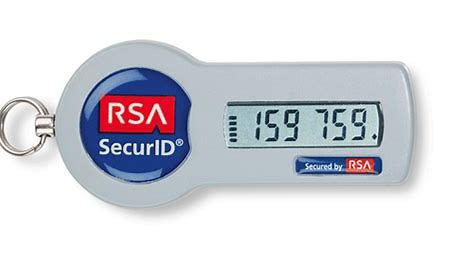 RSA
SecurID®
159 759.
Secured by RSA